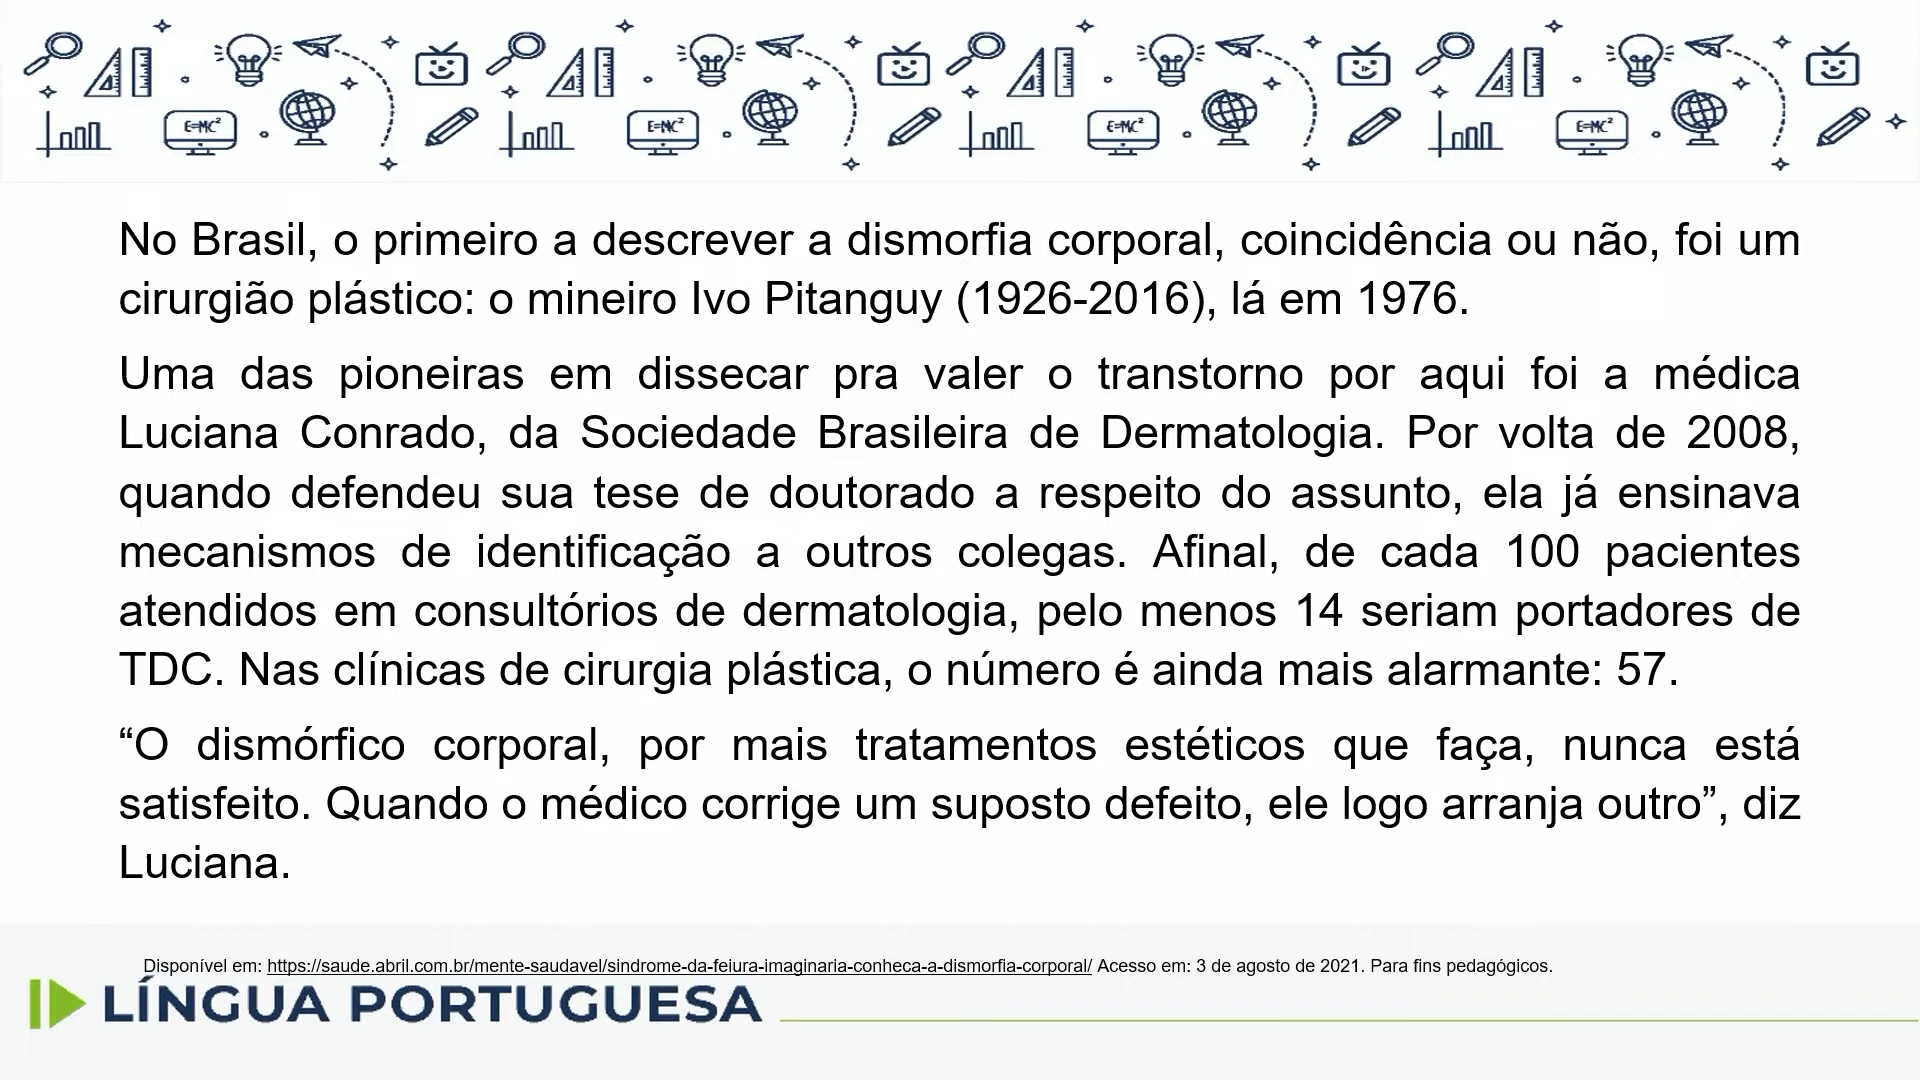 E=MC² E=MC² E=MC² E=MC²
No Brasil, o primeiro a descrever a dismorfia corporal, coincidência ou não, foi um
cirurgião plástico: o mineiro Ivo Pitanguy (1926-2016), lá em 1976.
Uma das pioneiras em dissecar pra valer o transtorno por aqui foi a médica
Luciana Conrado, da Sociedade Brasileira de Dermatologia. Por volta de 2008,
quando defendeu sua tese de doutorado a respeito do assunto, ela já ensinava
mecanismos de identificação a outros colegas. Afinal, de cada 100 pacientes
atendidos em consultórios de dermatologia, pelo menos 14 seriam portadores de
TDC. Nas clínicas de cirurgia plástica, o número é ainda mais alarmante: 57.
“O dismórfico corporal, por mais tratamentos estéticos que faça, nunca está
satisfeito. Quando o médico corrige um suposto defeito, ele logo arranja outro”, diz
Luciana.
Disponível em: https://saude.abril.com.br/mente-saudavel/sindrome-da-feiura-imaginaria-conheca-a-dismorfia-corporal/ Acesso em: 3 de agosto de 2021. Para fins pedagógicos.
LÍNGUA PORTUGUESA